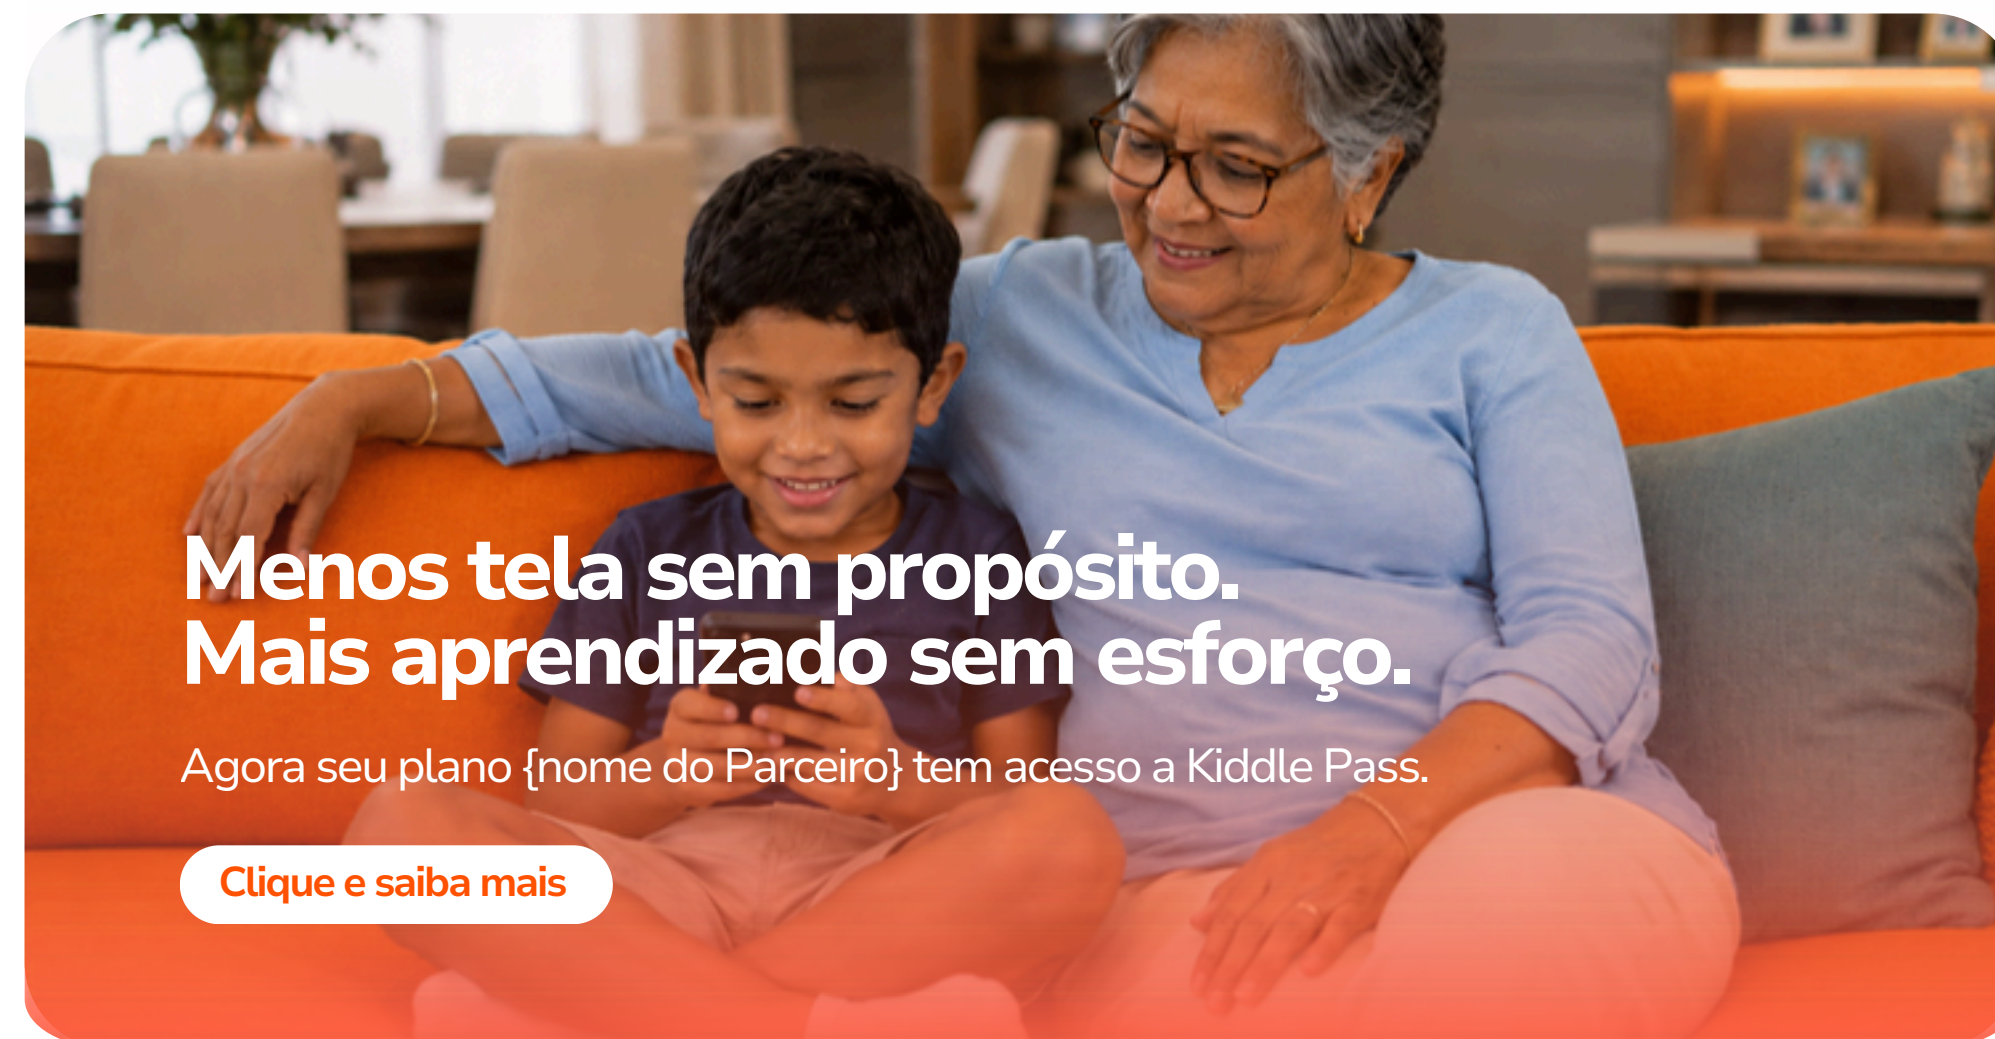 Menos tela sem propósito.
Mais aprendizado sem esforço.
Agora seu plano {nome do Parceiro} tem acesso a Kiddle Pass.
Clique e saiba mais